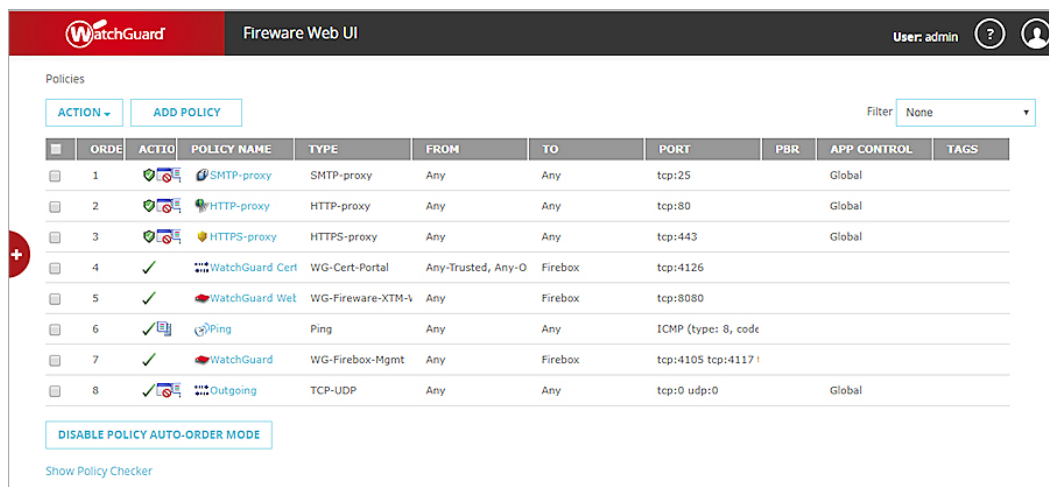 WatchGuard Fireware Web UI User: admin ?
Policies
ACTION ADD POLICY Filter None
ORDE ACTIO POLICY NAME TYPE FROM TO PORT PBR APP CONTROL TAGS
1 SMTP-proxy SMTP-proxy Any Any tcp:25 Global
2 HTTP-proxy HTTP-proxy Any Any tcp:80 Global
3 HTTPS-proxy HTTPS-proxy Any Any tcp:443 Global
4 WatchGuard Cert WG-Cert-Portal Any-Trusted, Any-O Firebox tcp:4126
5 WatchGuard Web WG-Fireware-XTM- Any Firebox tcp:8080
6 Ping Ping Any Any ICMP (type: 8, code
7 WatchGuard WG-Firebox-Mgmt Any Firebox tcp:4105 tcp:4117
8 Outgoing TCP-UDP Any Any tcp:0 udp:0 Global
DISABLE POLICY AUTO-ORDER MODE
Show Policy Checker